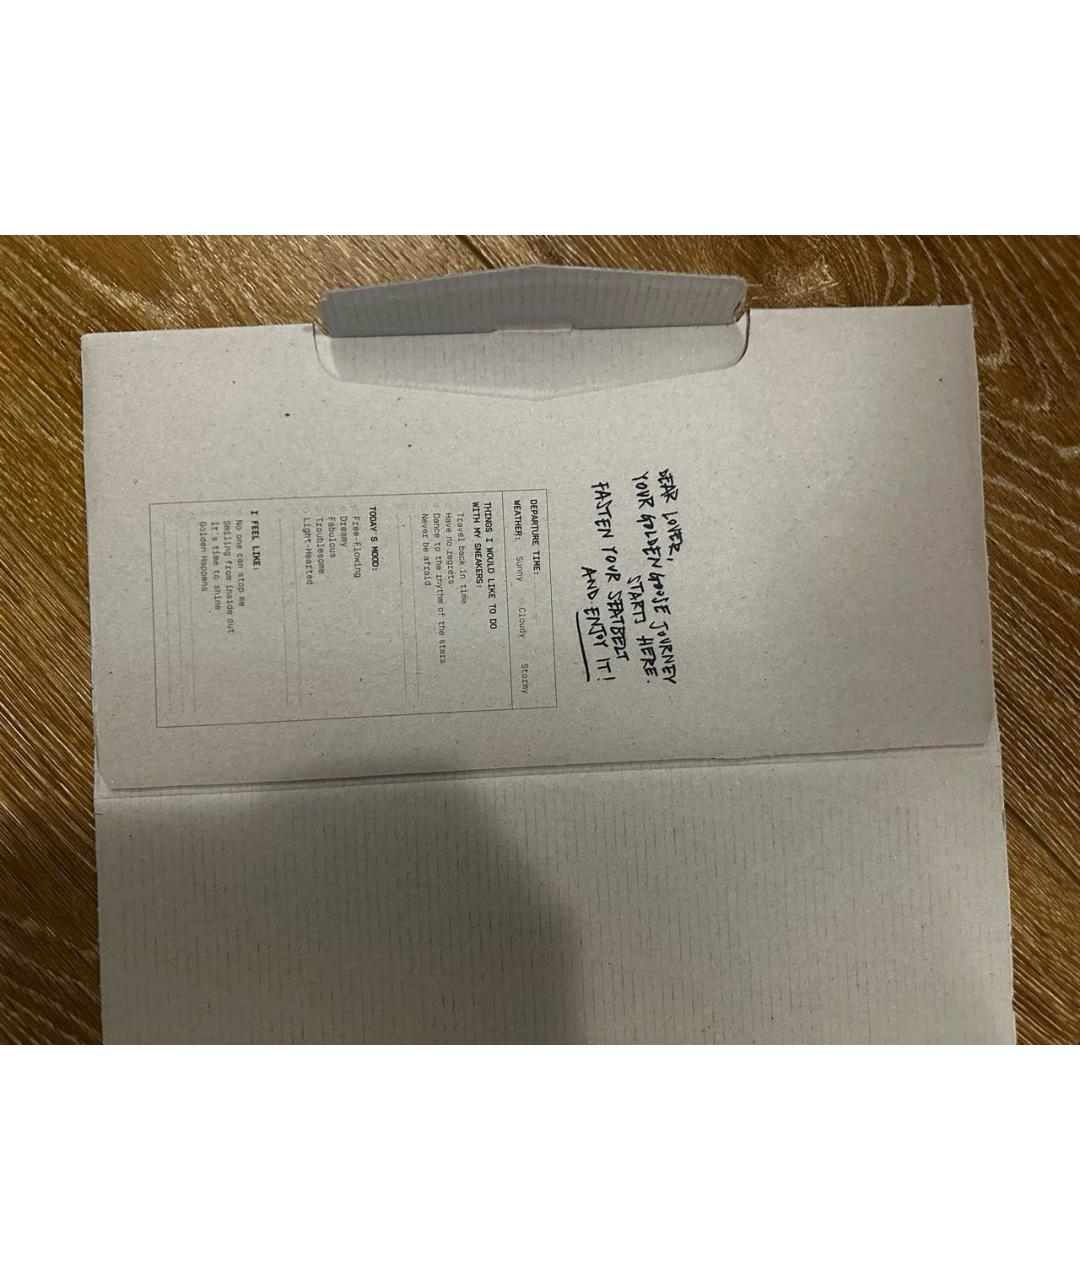 DEAR LOVER,
YOUR GOLDEN GOOSE JOURNEY
STARTS HERE.
FASTEN YOUR SEATBELT
AND ENJOY IT!
DEPARTURE TIME:
WEATHER: Sunny Cloudy Stormy
THINGS I WOULD LIKE TO DO
WITH MY SNEAKERS:
Travel back in time
Have no regrets
Dance to the rhythm of the stars
Never be afraid
TODAY'S MOOD:
Free-Flowing
Dreamy
Fabulous
Troublesome
Light-Hearted
I FEEL LIKE:
No one can stop me
Smiling from inside out
It's time to shine
Golden Happens